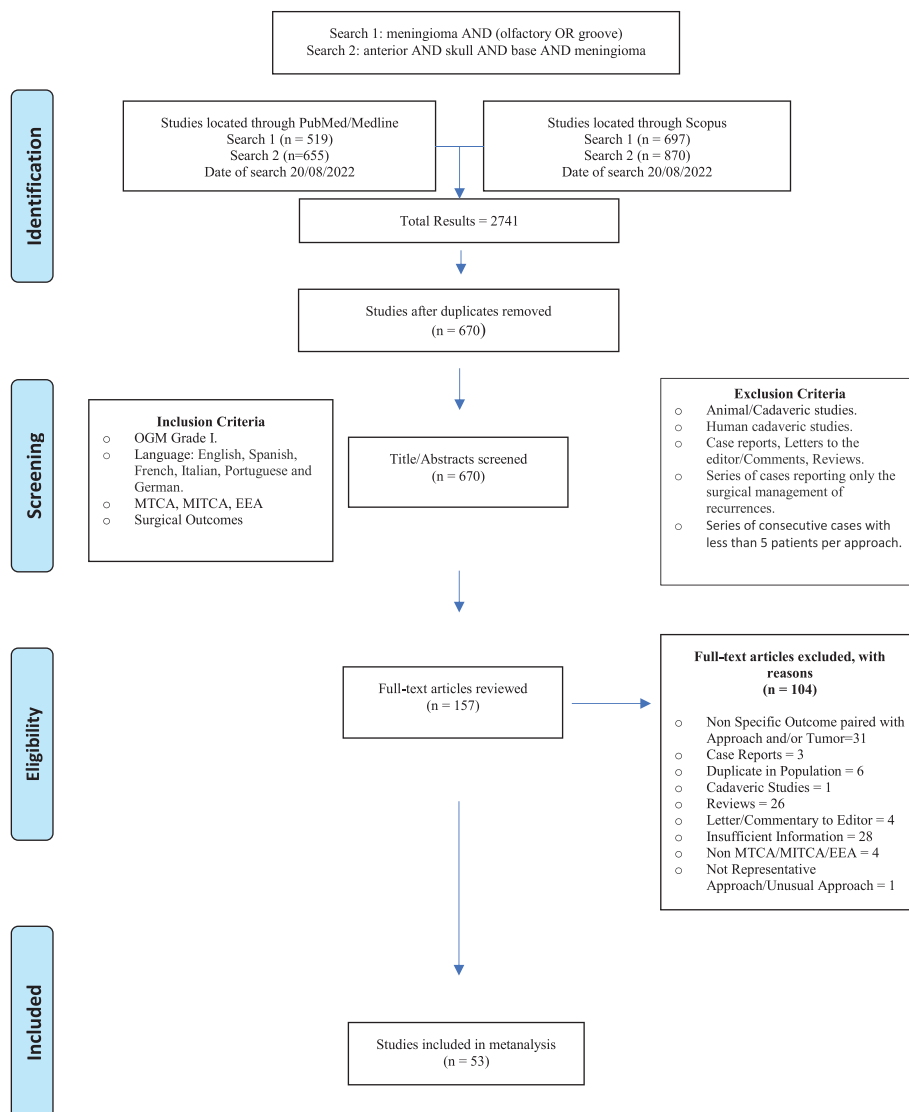 Search 1: meningioma AND (olfactory OR groove)
Search 2: anterior AND skull AND base AND meningioma
Identification
Studies located through PubMed/Medline
Search 1 (n = 519)
Search 2 (n=655)
Date of search 20/08/2022
Studies located through Scopus
Search 1 (n = 697)
Search 2 (n = 870)
Date of search 20/08/2022
Total Results = 2741
Studies after duplicates removed
(n = 670)
Screening
Inclusion Criteria
○ OGM Grade I.
○ Language: English, Spanish,
French, Italian, Portuguese and
German.
○ MTCA, MITCA, EEA
○ Surgical Outcomes
Title/Abstracts screened
(n = 670)
Exclusion Criteria
○ Animal/Cadaveric studies.
○ Human cadaveric studies.
○ Case reports, Letters to the
editor/Comments, Reviews.
○ Series of cases reporting only the
surgical management of
recurrences.
○ Series of consecutive cases with
less than 5 patients per approach.
Eligibility
Full-text articles reviewed
(n = 157)
Full-text articles excluded, with
reasons
(n = 104)
○ Non Specific Outcome paired with
Approach and/or Tumor=31
○ Case Reports = 3
○ Duplicate in Population = 6
○ Cadaveric Studies = 1
○ Reviews = 26
○ Letter/Commentary to Editor = 4
○ Insufficient Information = 28
○ Non MTCA/MITCA/EEA = 4
○ Not Representative
Approach/Unusual Approach = 1
Included
Studies included in metanalysis
(n = 53)